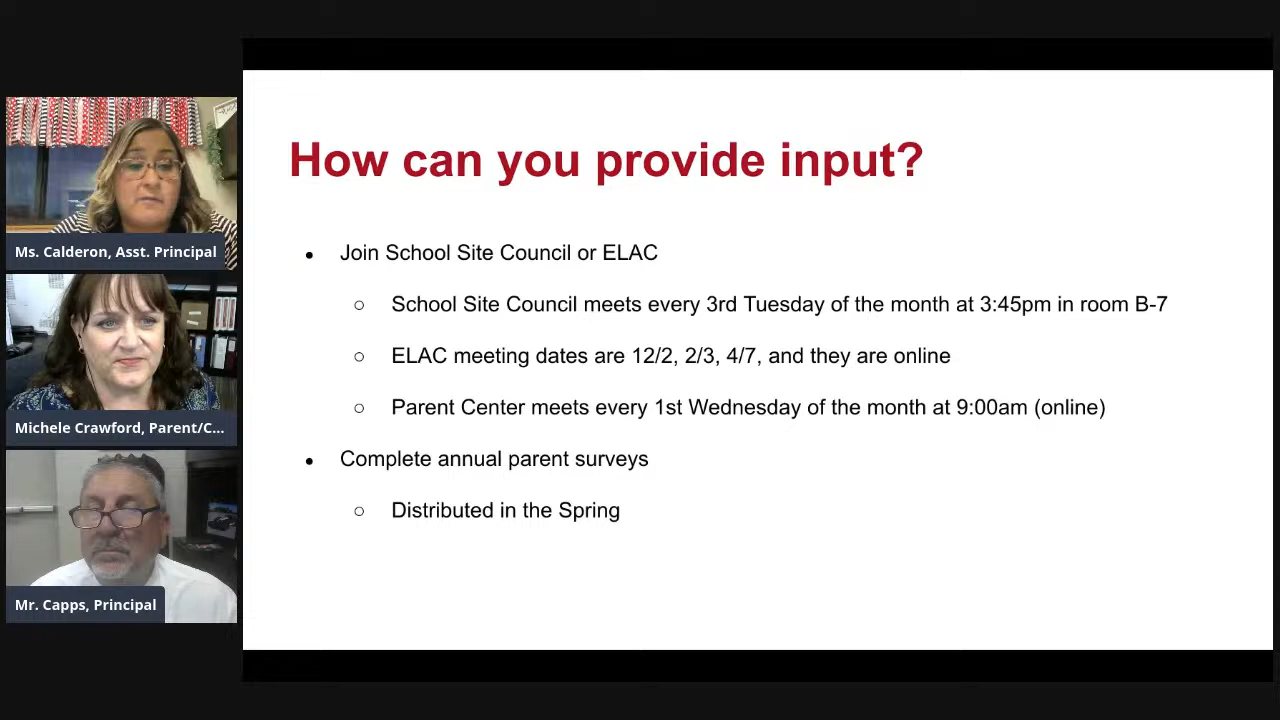 How can you provide input?
Join School Site Council or ELAC
School Site Council meets every 3rd Tuesday of the month at 3:45pm in room B-7
ELAC meeting dates are 12/2, 2/3, 4/7, and they are online
Parent Center meets every 1st Wednesday of the month at 9:00am (online)
Complete annual parent surveys
Distributed in the Spring
Ms. Calderon, Asst. Principal
Michele Crawford, Parent/C...
Mr. Capps, Principal